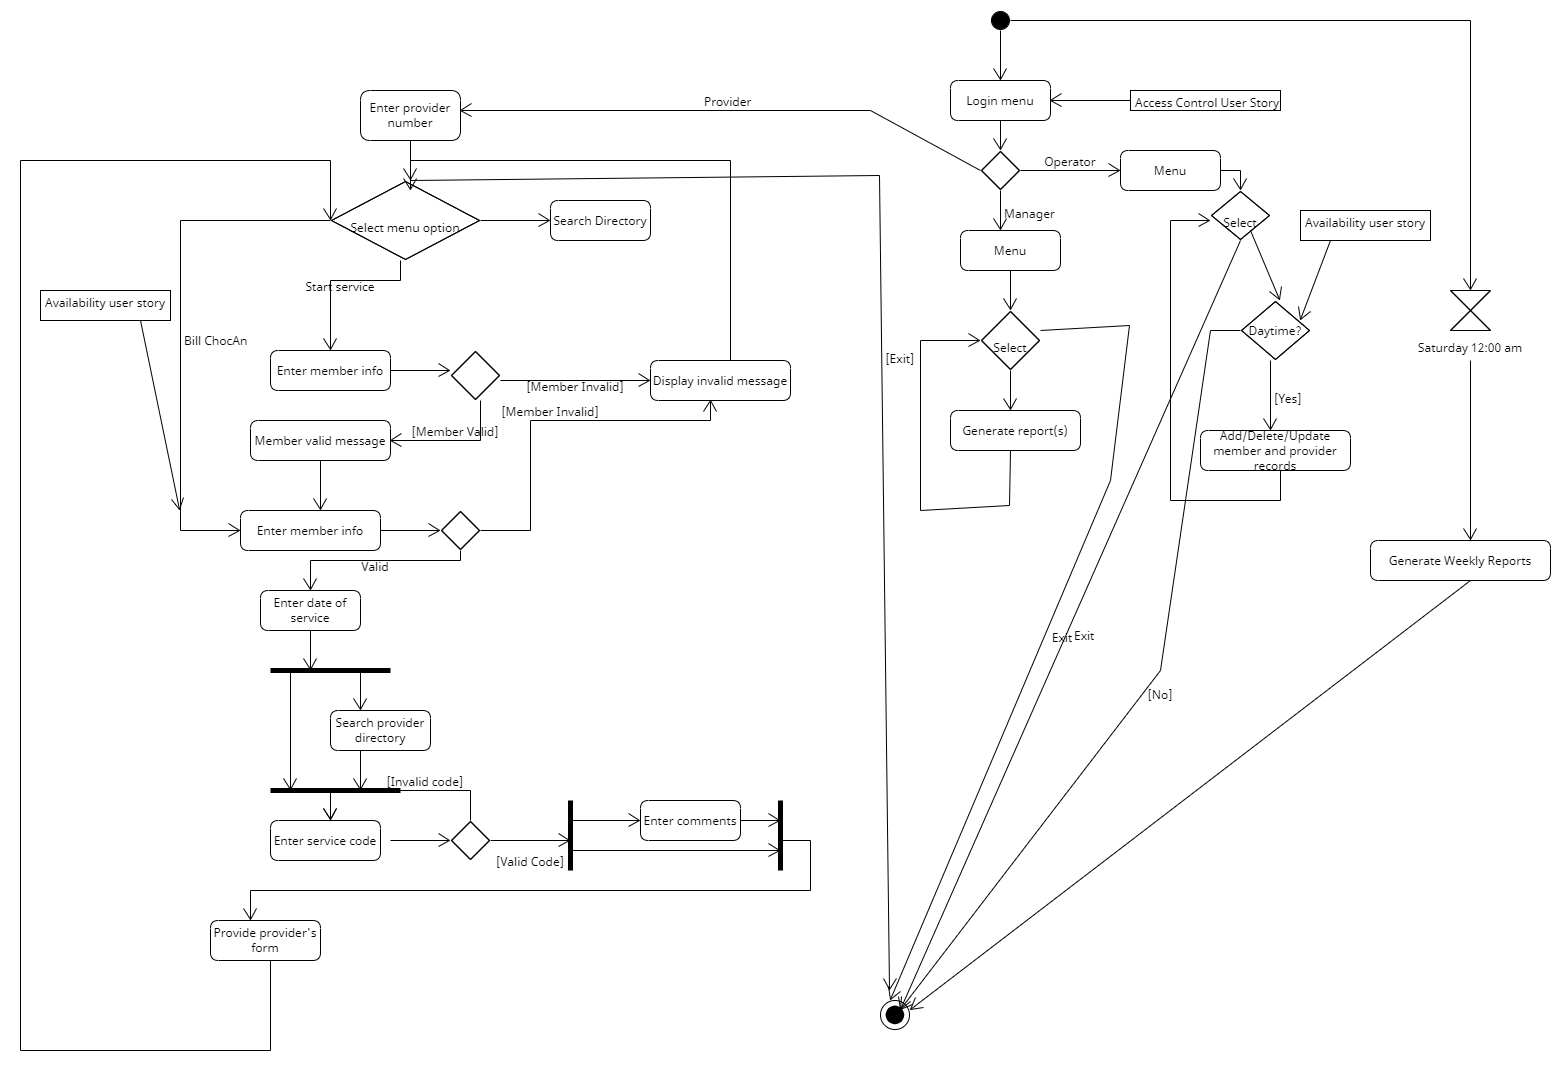 Login menu
Access Control User Story
Provider
Enter provider
number
Operator
Menu
Manager
Menu
Select
Availability user story
Search Directory
Select menu option
Start service
Availability user story
Bill ChocAn
Daytime?
Saturday 12:00 am
[Exit]
Select
Enter member info
[Member Invalid]
Display invalid message
[Yes]
[Member Invalid]
[Member Valid]
Member valid message
Generate report(s)
Add/Delete/Update
member and provider
records
Enter member info
Valid
Generate Weekly Reports
Enter date of
service
Exit
Exit
[No]
Search provider
directory
[Invalid code]
Enter service code
[Valid Code]
Enter comments
Provide provider's
form